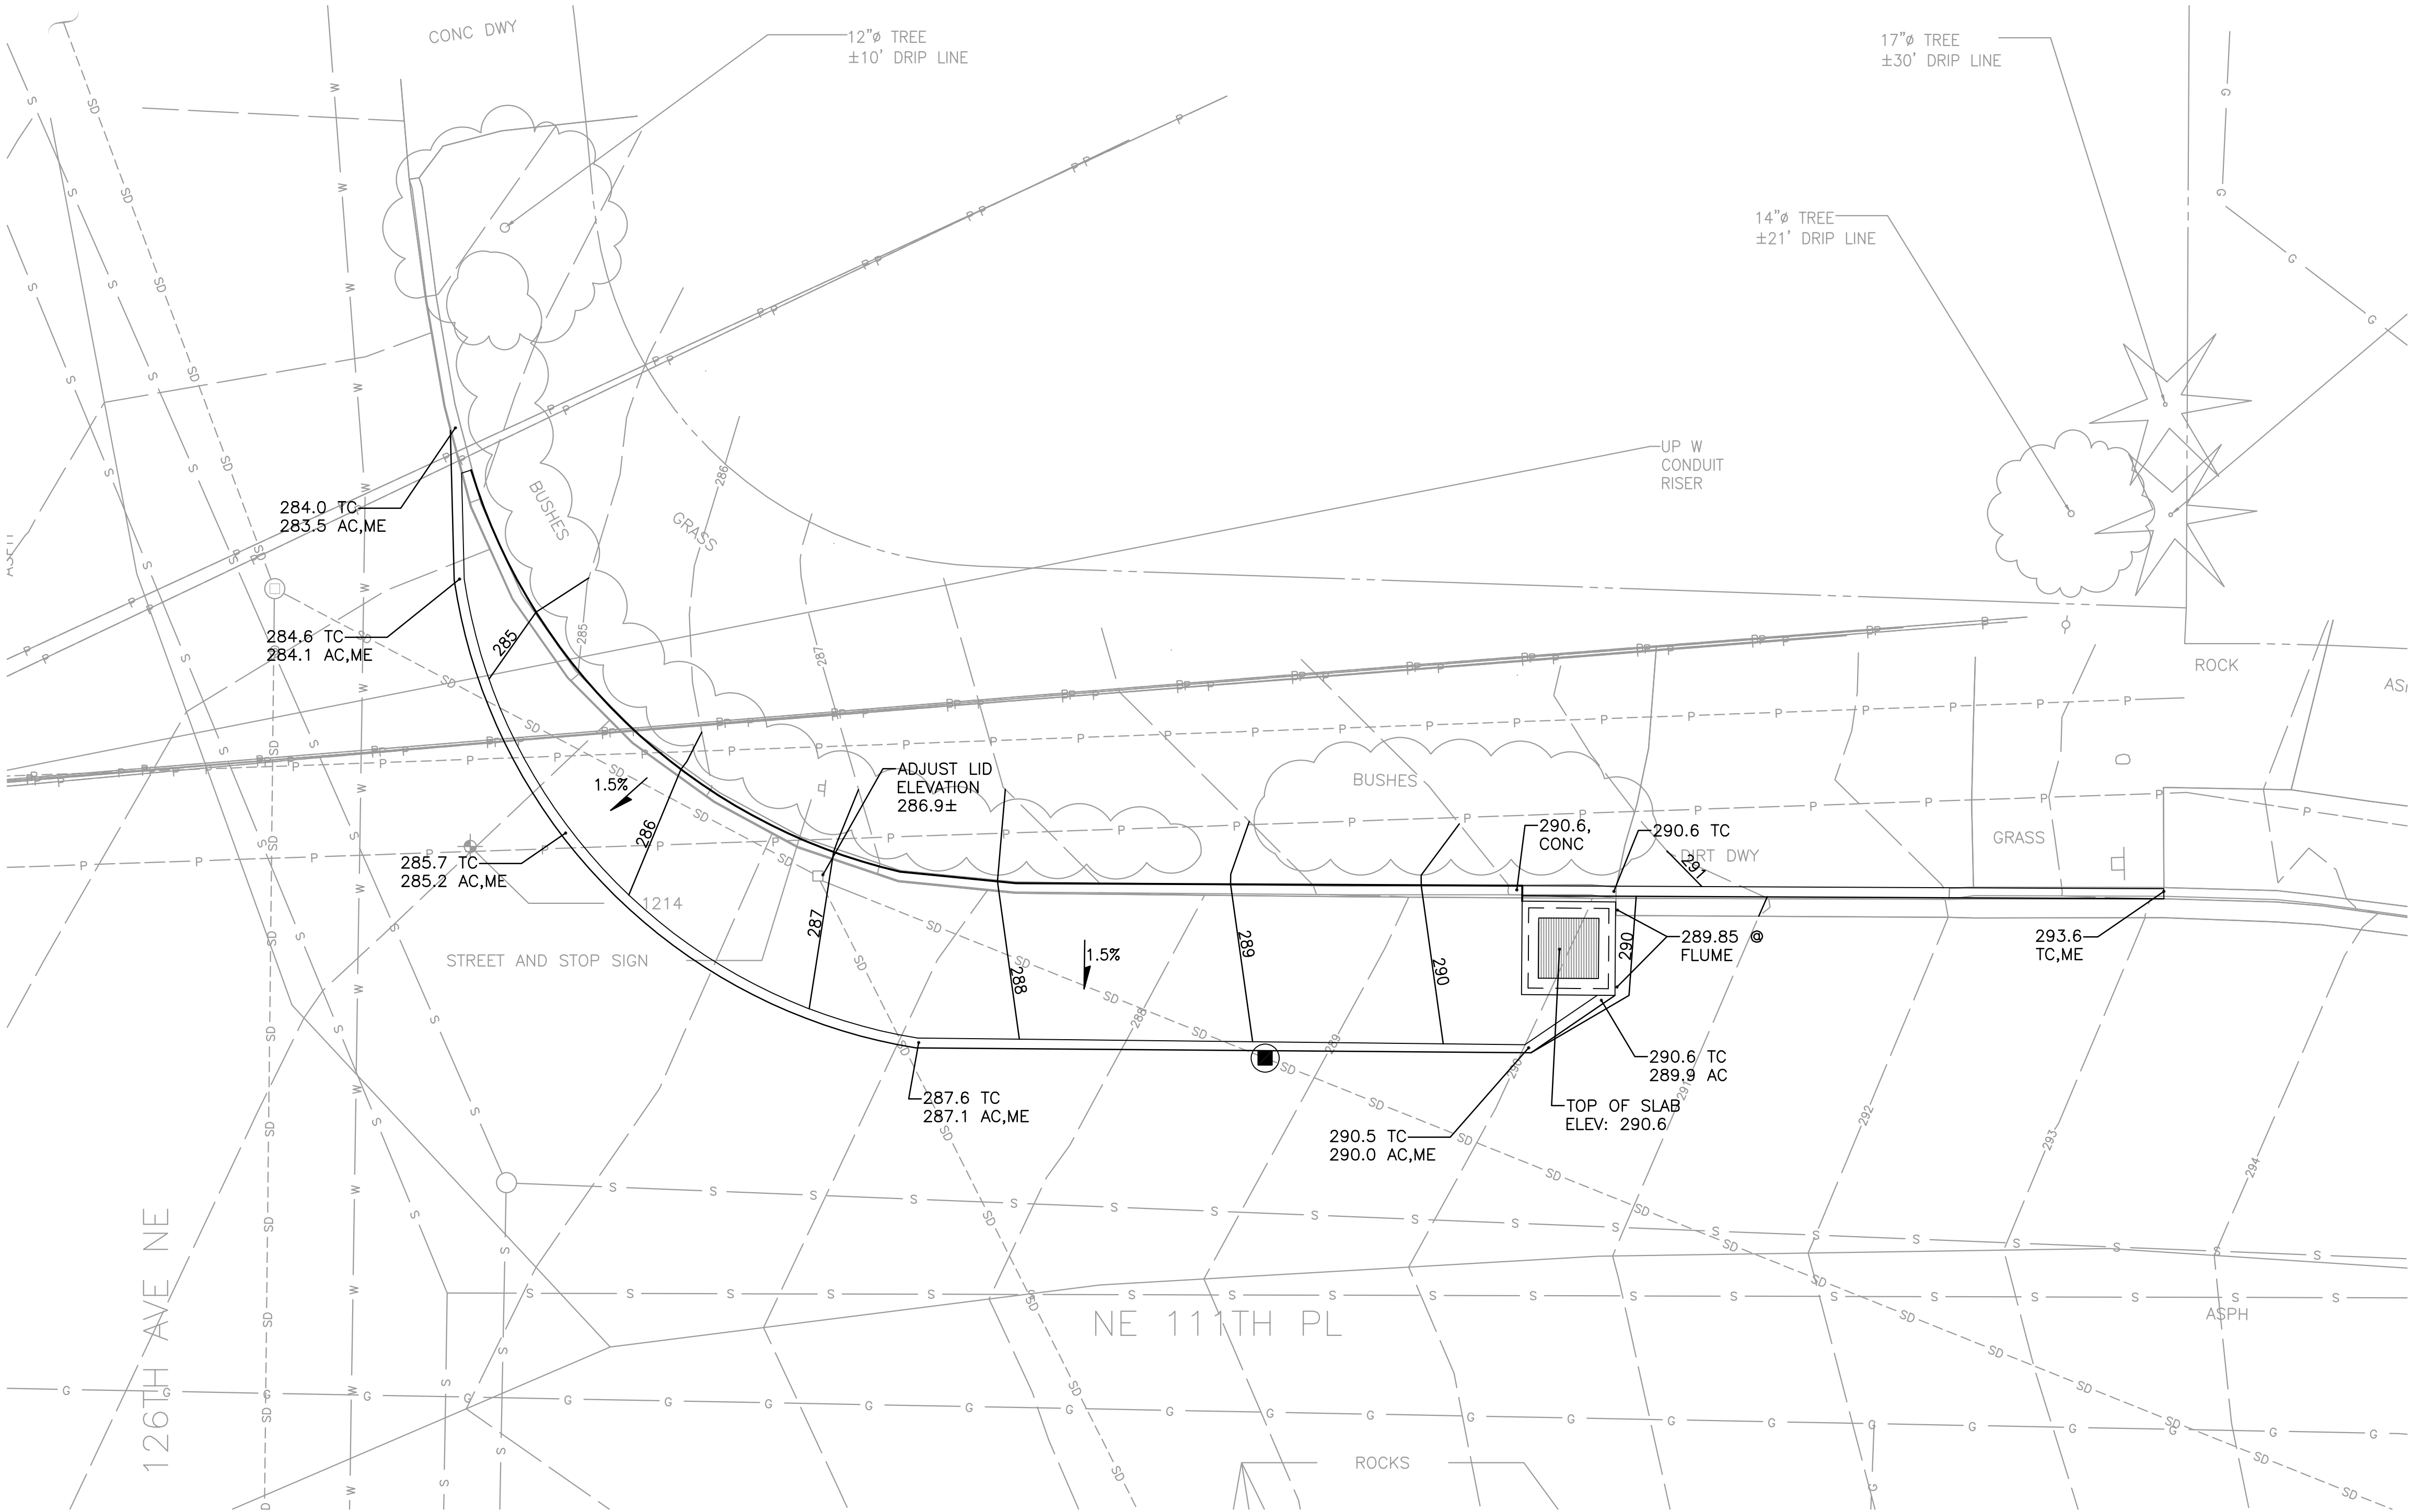 CONC DWY
12"ø TREE
±10' DRIP LINE
17"ø TREE
±30' DRIP LINE
14"ø TREE
±21' DRIP LINE
UP W
CONDUIT
RISER
286
BUSHES
GRASS
284.0 TC
283.5 AC,ME
284.6 TC
284.1 AC,ME
285
285
287
ROCK
1.5%
ADJUST LID
ELEVATION
286.9±
BUSHES
286
285.7 TC
285.2 AC,ME
290.6,
CONC
290.6 TC
GRASS
DIRT DWY
291
1214
287
STREET AND STOP SIGN
288
1.5%
289
290
290
289.85 @
FLUME
293.6
TC,ME
288
289
290
291
292
293
294
287.6 TC
287.1 AC,ME
290.6 TC
289.9 AC
TOP OF SLAB
ELEV: 290.6
290.5 TC
290.0 AC,ME
126TH AVE NE
NE 111TH PL
ASPH
ROCKS
S S S S S S S S S S S S S S S S S S
S S S S S S S S S S S S S S S S S S S
G G G G G G G G G G G G G G G G G G G G G G G G